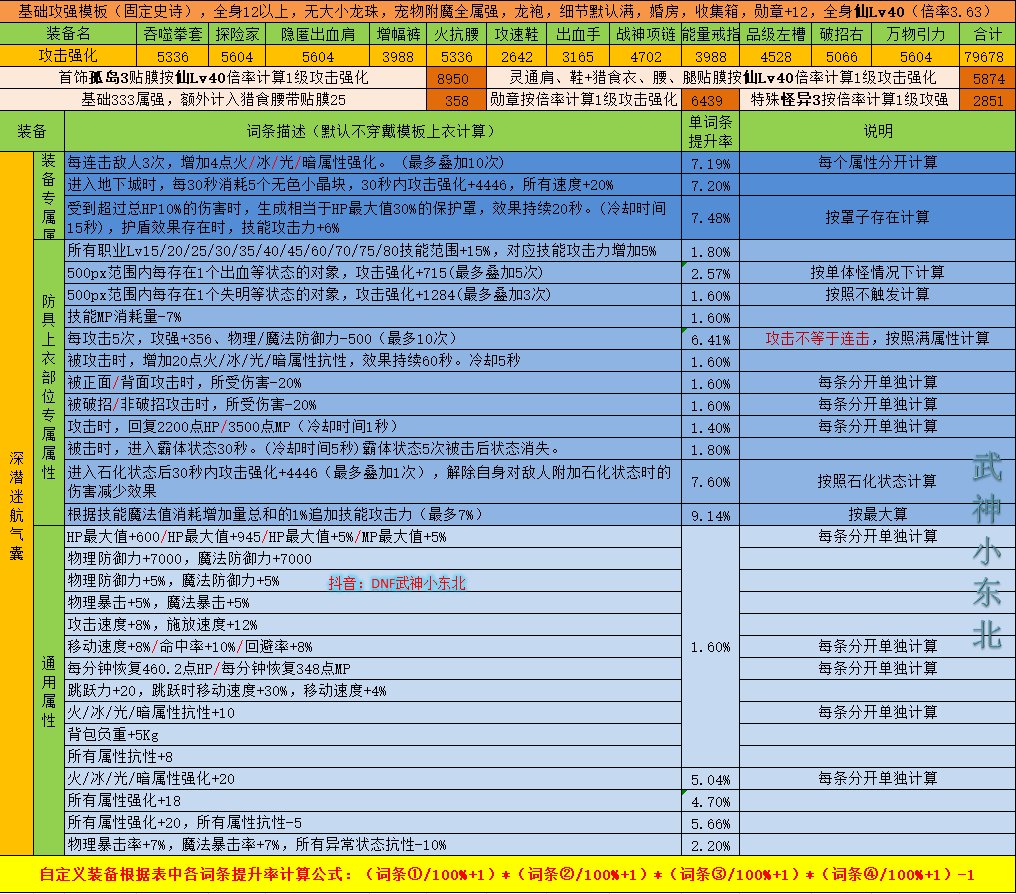 基础攻强模板（固定史诗），全身12以上，无大小龙珠，宠物附魔全属强，龙袍，细节默认满，婚房，收集箱，勋章+12，全身仙Lv40（倍率3.63）
装备名 吞噬拳套 探险家 隐匿出血肩 增幅裤 火抗腰 攻速鞋 出血手 战神项链 能量戒指 品级左槽 破招右 万物引力 合计
攻击强化 5336 5604 5604 3988 5336 2642 3165 4702 3988 4528 5066 5604 79678
首饰孤岛3贴膜按仙Lv40倍率计算1级攻击强化 8950 灵通肩、鞋+猎食衣、腰、腿贴膜按仙Lv40倍率计算1级攻击强化 5874
基础333属强，额外计入猎食腰带贴膜25 358 勋章按倍率计算1级攻击强化 6439 特殊怪异3按倍率计算1级攻强 2851
装备 词条描述（默认不穿戴模板上衣计算） 单词条提升率 说明
深潜迷航气囊
装备专属属
每连击敌人3次，增加4点火/冰/光/暗属性强化。（最多叠加10次) 7.19% 每个属性分开计算
进入地下城时，每30秒消耗5个无色小晶块，30秒内攻击强化+4446，所有速度+20% 7.20%
受到超过总HP10%的伤害时，生成相当于HP最大值30%的保护罩，效果持续20秒。（冷却时间
15秒），护盾效果存在时，技能攻击力+6% 7.48% 按罩子存在计算
防具上衣部位专属属性
所有职业Lv15/20/25/30/35/40/45/60/70/75/80技能范围+15%，对应技能攻击力增加5% 1.80%
500px范围内每存在1个出血等状态的对象，攻击强化+715(最多叠加5次) 2.57% 按单体怪情况下计算
500px范围内每存在1个失明等状态的对象，攻击强化+1284(最多叠加3次) 1.60% 按照不触发计算
技能MP消耗量-7% 1.60%
每攻击5次，攻强+356、物理/魔法防御力-500（最多10次） 6.41% 攻击不等于连击，按照满属性计算
被攻击时，增加20点火/冰/光/暗属性抗性，效果持续60秒。冷却5秒 1.60%
被正面/背面攻击时，所受伤害-20% 1.60% 每条分开单独计算
被破招/非破招攻击时，所受伤害-20% 1.60% 每条分开单独计算
攻击时，回复2200点HP/3500点MP（冷却时间1秒） 1.40% 每条分开单独计算
被击时，进入霸体状态30秒。（冷却时间5秒)霸体状态5次被击后状态消失。 1.80%
进入石化状态后30秒内攻击强化+4446（最多叠加1次），解除自身对敌人附加石化状态时的
伤害减少效果 7.60% 按照石化状态计算
根据技能魔法值消耗增加量总和的1%追加技能攻击力（最多7%） 9.14% 按最大算
通用属性
HP最大值+600/HP最大值+945/HP最大值+5%/MP最大值+5% 每条分开单独计算
物理防御力+7000，魔法防御力+7000
物理防御力+5%，魔法防御力+5% 抖音：DNF武神小东北
物理暴击+5%，魔法暴击+5%
攻击速度+8%，施放速度+12%
移动速度+8%/命中率+10%/回避率+8% 1.60% 每条分开单独计算
每分钟恢复460.2点HP/每分钟恢复348点MP 每条分开单独计算
跳跃力+20，跳跃时移动速度+30%，移动速度+4%
火/冰/光/暗属性抗性+10 每条分开单独计算
背包负重+5Kg
所有属性抗性+8
火/冰/光/暗属性强化+20 5.04% 每条分开单独计算
所有属性强化+18 4.70%
所有属性强化+20，所有属性抗性-5 5.66%
物理暴击率+7%，魔法暴击率+7%，所有异常状态抗性-10% 2.20%
武神小东北
自定义装备根据表中各词条提升率计算公式：（词条①/100%+1）*（词条②/100%+1）*（词条③/100%+1）*（词条④/100%+1）-1